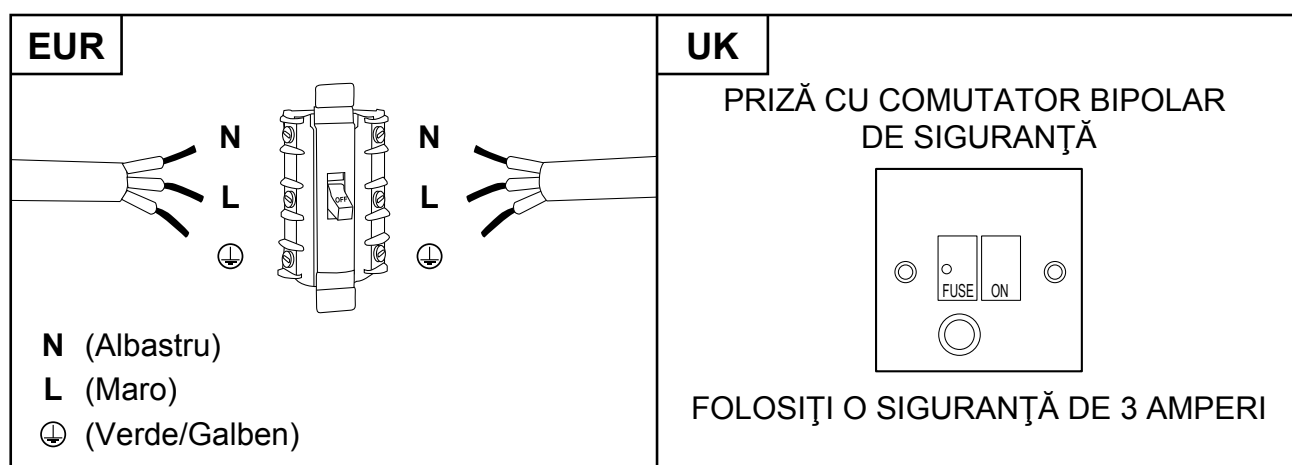 EUR
N N
L L
OFF
N (Albastru)
L (Maro)
(Verde/Galben)
UK
PRIZĂ CU COMUTATOR BIPOLAR
DE SIGURANŢĂ
FUSE ON
FOLOSIŢI O SIGURANŢĂ DE 3 AMPERI